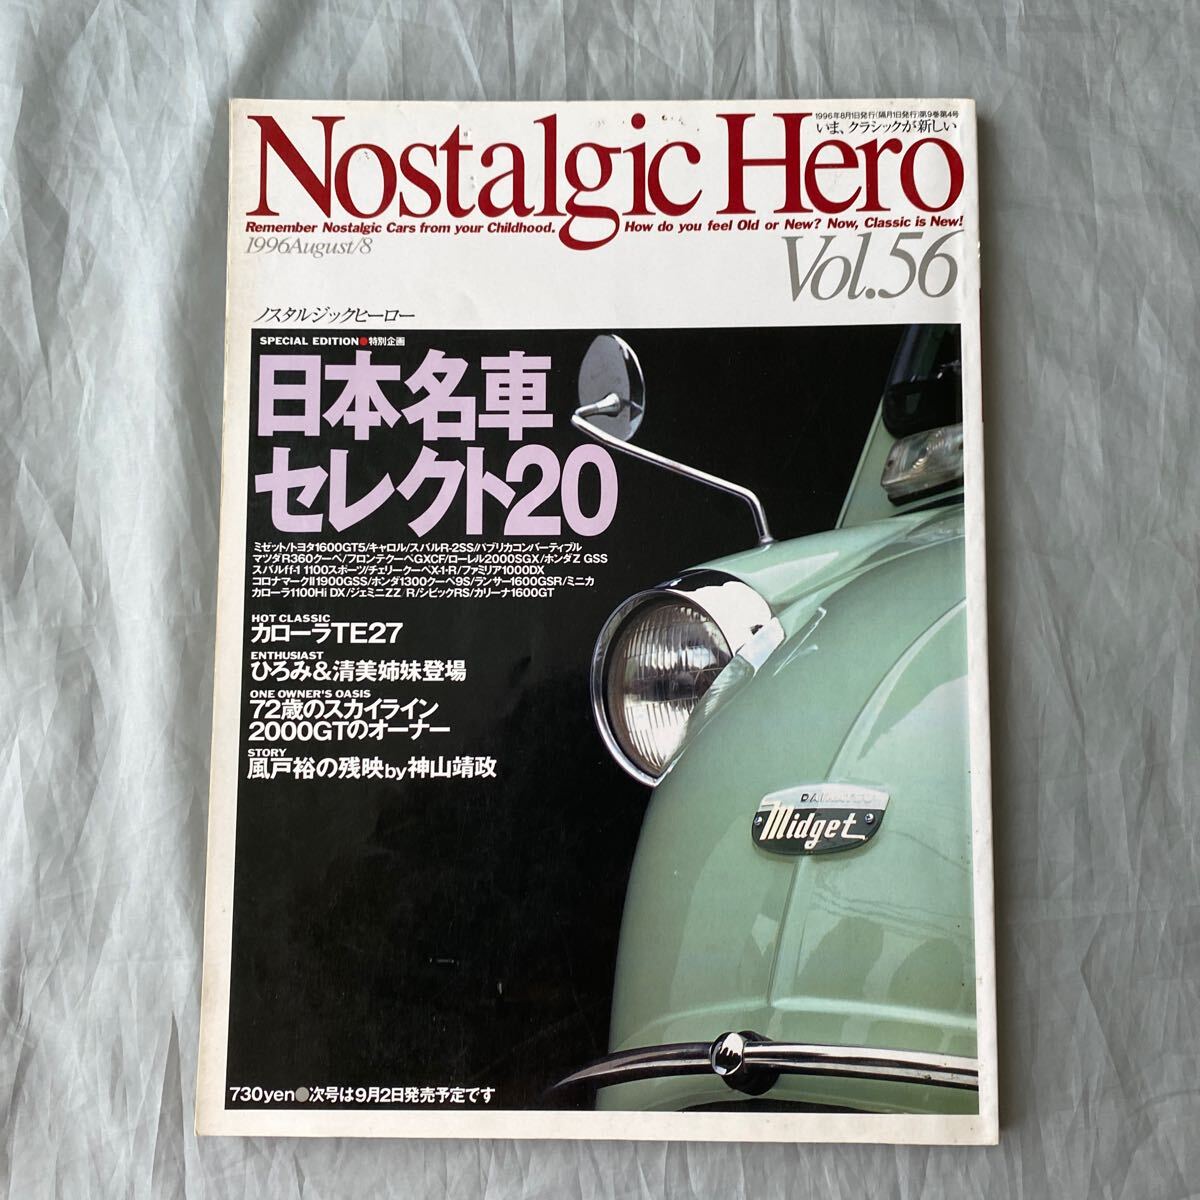 1996年8月1日発行(隔月1日発行)第9巻第4号
いま、クラシックが新しい
Nostalgic Hero
Remember Nostalgic Cars from your Childhood. How do you feel Old or New? Now, Classic is New!
1996 August/8
Vol.56
ノスタルジックヒーロー
SPECIAL EDITION●特別企画
日本名車
セレクト20
ミゼット/トヨタ1600GT5/キャロル/スバルR-2SS/パブリカコンバーティブル
マツダR360クーペ/フロンテクーペGXCF/ローレル2000SGX/ホンダZ GSS
スバルff-1 1100スポーツ/チェリークーペX-1・R/ファミリア1000DX
コロナマークII1900GSS/ホンダ1300クーペ9S/ランサー1600GSR/ミニカ
カローラ1100Hi DX/ジェミニZZ R/シビックRS/カリーナ1600GT
HOT CLASSIC
カローラTE27
ENTHUSIAST
ひろみ&清美姉妹登場
ONE OWNER'S OASIS
72歳のスカイライン
2000GTのオーナー
STORY
風戸裕の残映by神山靖政
DAIHATSU
Midget
730yen●次号は9月2日発売予定です